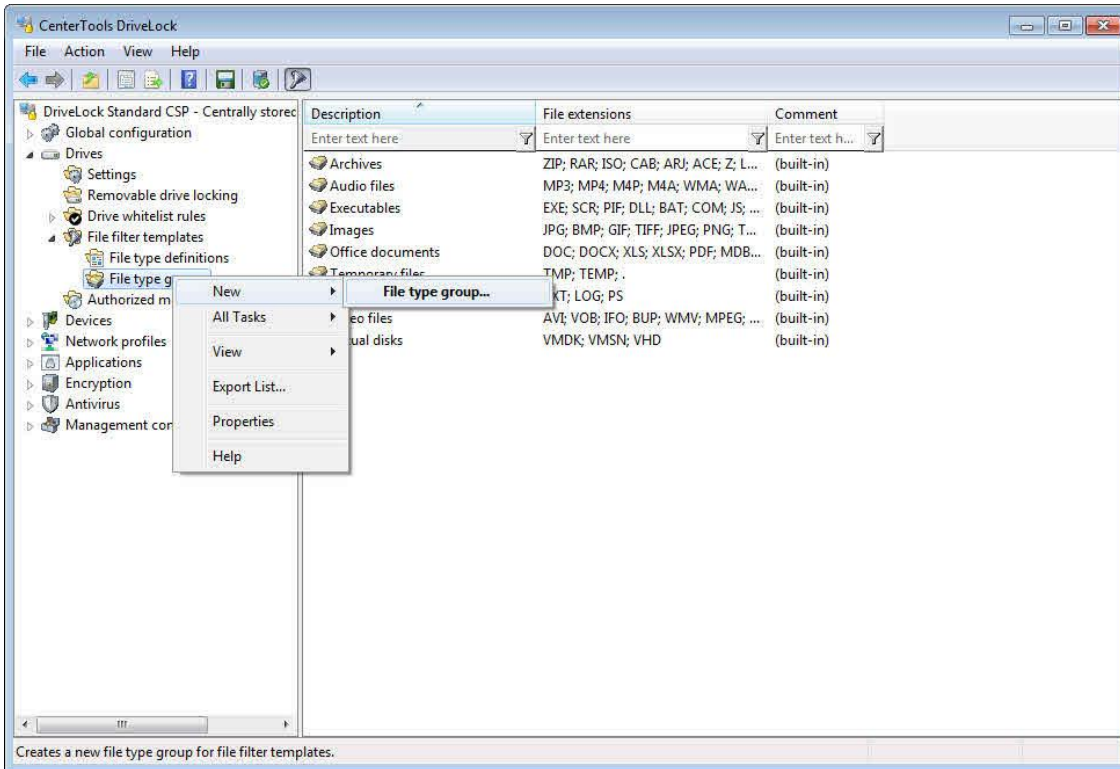 CenterTools DriveLock
File Action View Help
DriveLock Standard CSP - Centrally storec
Global configuration
Drives
Settings
Removable drive locking
Drive whitelist rules
File filter templates
File type definitions
File type g
Authorized m
Devices
Network profiles
Applications
Encryption
Antivirus
Management cor
New
All Tasks
View
Export List...
Properties
Help
File type group...
Description File extensions Comment
Enter text here Enter text here Enter text h...
Archives ZIP; RAR; ISO; CAB; ARJ; ACE; Z; L... (built-in)
Audio files MP3; MP4; M4P; M4A; WMA; WA... (built-in)
Executables EXE; SCR; PIF; DLL; BAT; COM; JS; ... (built-in)
Images JPG; BMP; GIF; TIFF; JPEG; PNG; T... (built-in)
Office documents DOC; DOCX; XLS; XLSX; PDF; MDB... (built-in)
Temporary files TMP; TEMP; . (built-in)
XT; LOG; PS (built-in)
eo files AVI; VOB; IFO; BUP; WMV; MPEG; ... (built-in)
ual disks VMDK; VMSN; VHD (built-in)
Creates a new file type group for file filter templates.